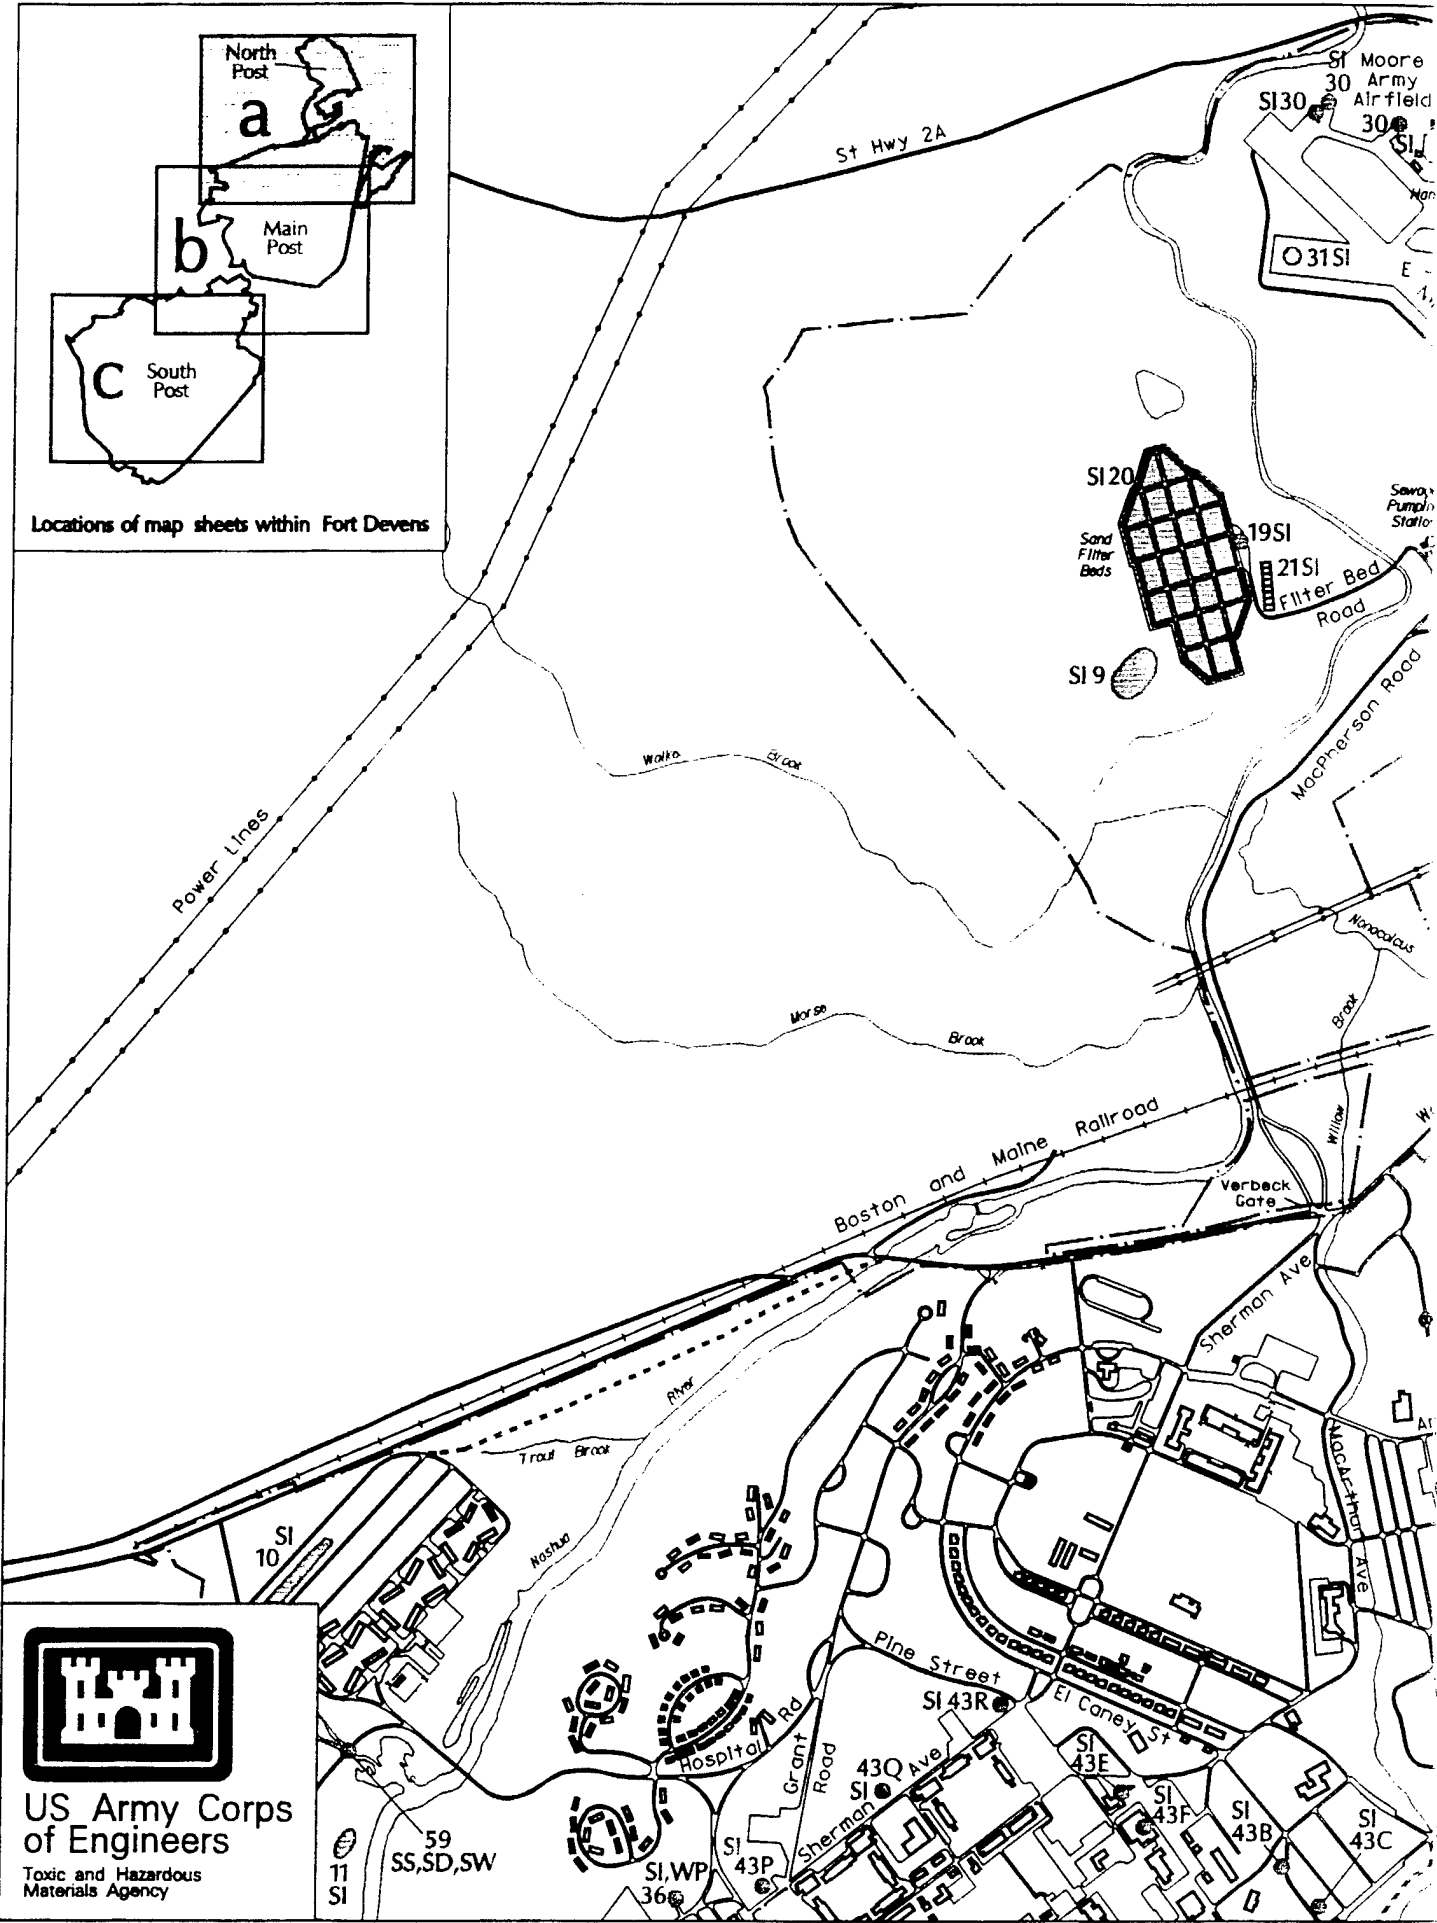 North
Post
a
b
Main
Post
c
South
Post
Locations of map sheets within Fort Devens
St Hwy 2A
SI Moore
30 Army
Airfield
SI30
30
SI
31SI
E
SI20
Sand
Filter
Beds
19SI
21SI
Filter Bed
Road
SI 9
MacPherson Road
Power Lines
Walka Brook
Nonacoicus
Brook
Morse Brook
Willow
Boston and Maine Railroad
Verbeck
Gate
Sherman Ave
River
Trout Brook
Nashua
MacArthur Ave
SI
10
Pine Street
SI 43R
El Caney St
Hospital Rd
Grant
Road
43Q
SI
Sherman Ave
SI
43E
SI
43F
SI
43B
SI
43C
SI
43P
SI,WP
36
59
SS,SD,SW
11
SI
US Army Corps
of Engineers
Toxic and Hazardous
Materials Agency